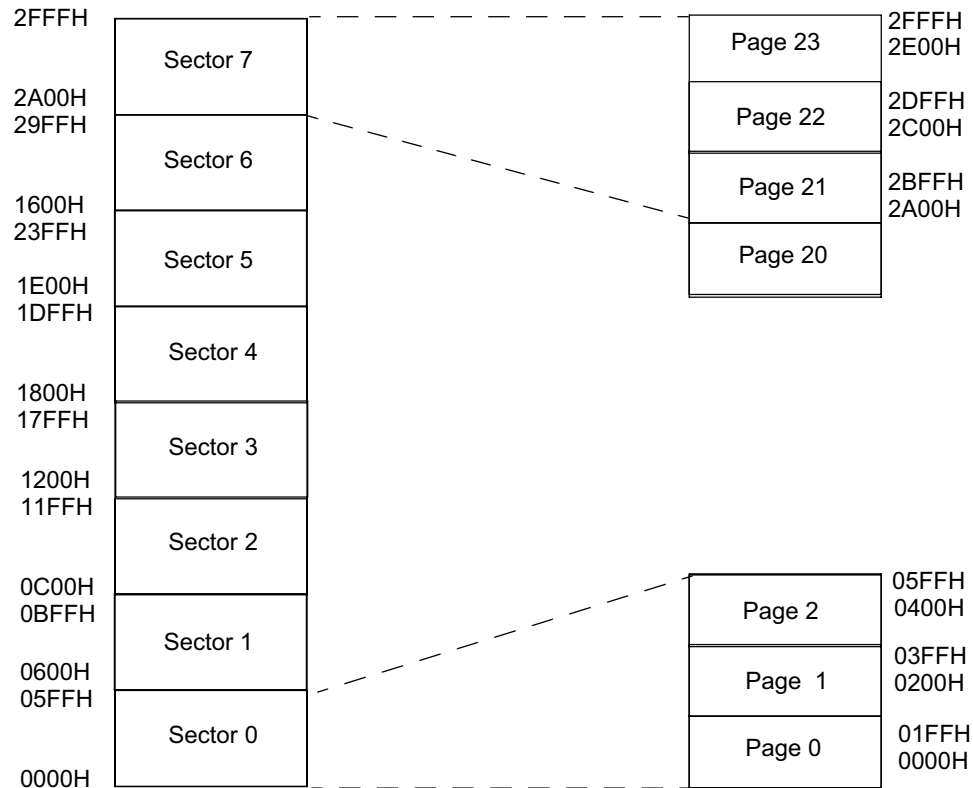 2FFFH
Sector 7
2A00H
29FFH
Sector 6
1600H
23FFH
Sector 5
1E00H
1DFFH
Sector 4
1800H
17FFH
Sector 3
1200H
11FFH
Sector 2
0C00H
0BFFH
Sector 1
0600H
05FFH
Sector 0
0000H
Page 23
2FFFH
2E00H
Page 22
2DFFH
2C00H
Page 21
2BFFH
2A00H
Page 20
Page 2
05FFH
0400H
Page 1
03FFH
0200H
Page 0
01FFH
0000H